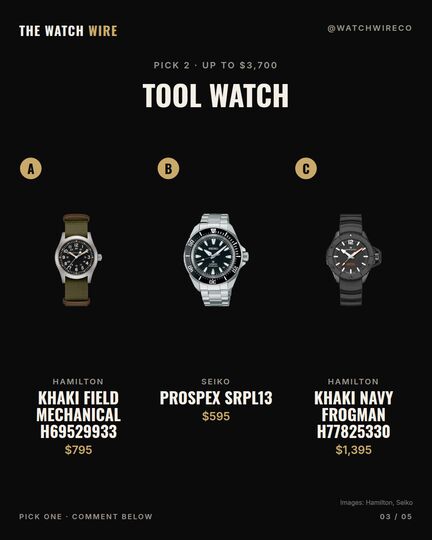 THE WATCH WIRE
@WATCHWIRECO
PICK 2 · UP TO $3,700
TOOL WATCH
A
B
C
HAMILTON
KHAKI FIELD
MECHANICAL
H69529933
$795
SEIKO
PROSPEX SRPL13
$595
HAMILTON
KHAKI NAVY
FROGMAN
H77825330
$1,395
Images: Hamilton, Seiko
PICK ONE · COMMENT BELOW
03 / 05